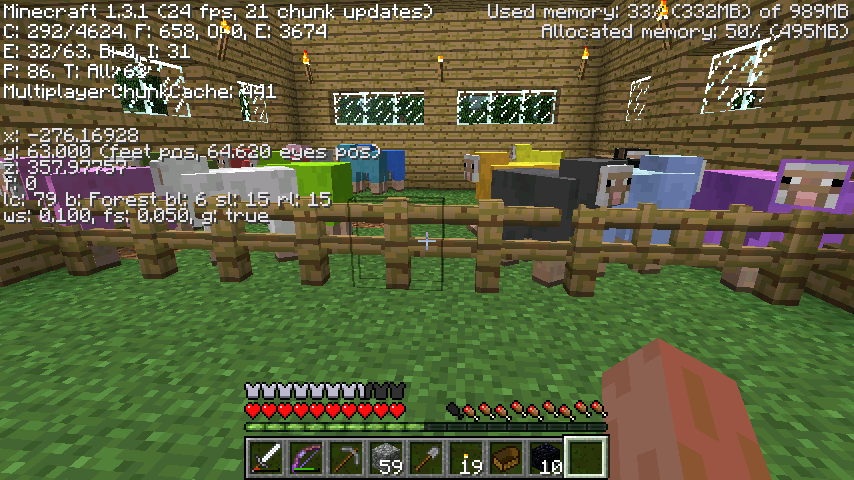 Minecraft 1.3.1 (24 fps, 21 chunk updates)
Used memory: 33% (332MB) of 989MB
C: 292/4624, F: 658, O: 0, E: 3674
Allocated memory: 50% (495MB)
E: 32/63, B: 0, I: 31
P: 86, T: All: 63
MultiplayerChunkCache: 441
x: -276.16928
y: 63.000 (feet pos, 64.620 eyes pos)
z: 357.97757
f: 0
lc: 79 b: Forest bl: 6 sl: 15 rl: 15
ws: 0.100, fs: 0.050, g: true
59
19
10